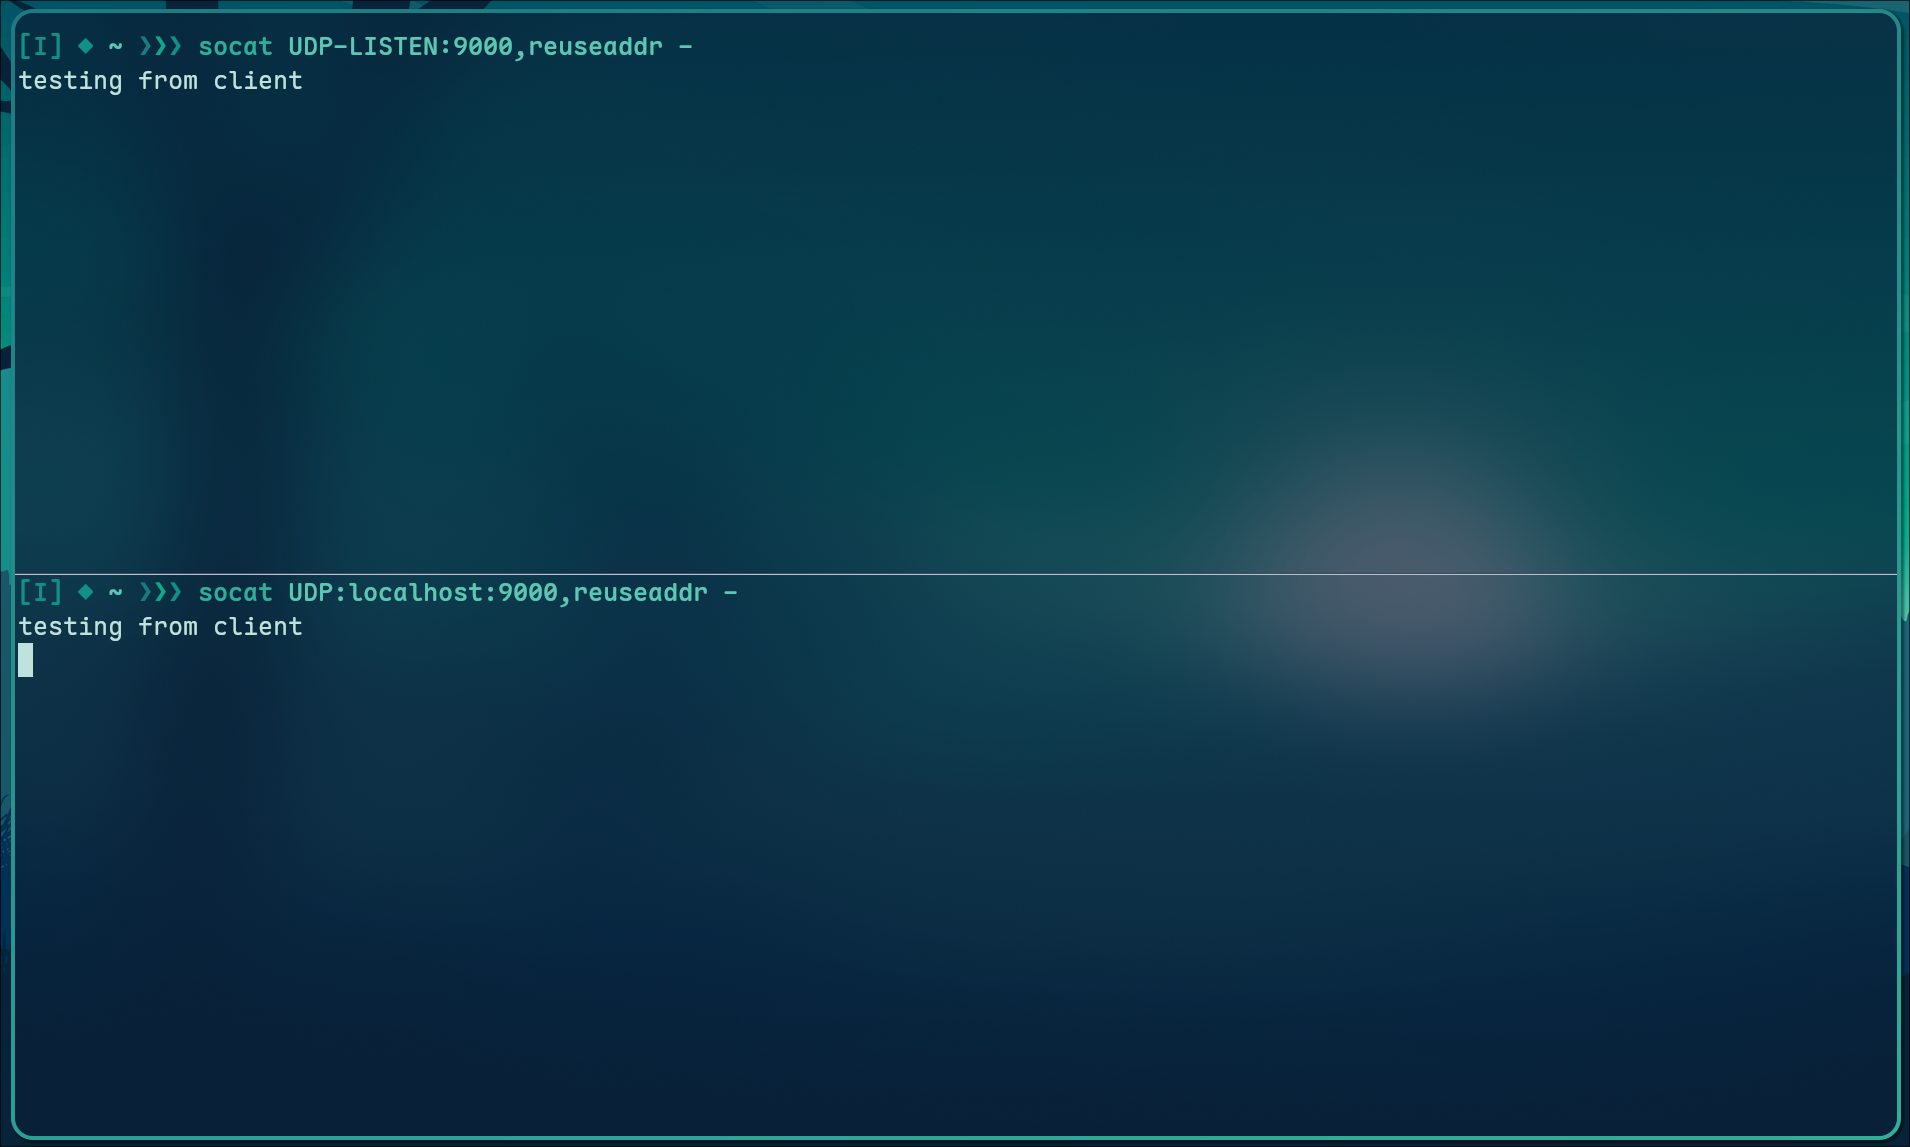 [I] ◆ ~ ❯❯❯ socat UDP-LISTEN:9000,reuseaddr -
testing from client
[I] ◆ ~ ❯❯❯ socat UDP:localhost:9000,reuseaddr -
testing from client